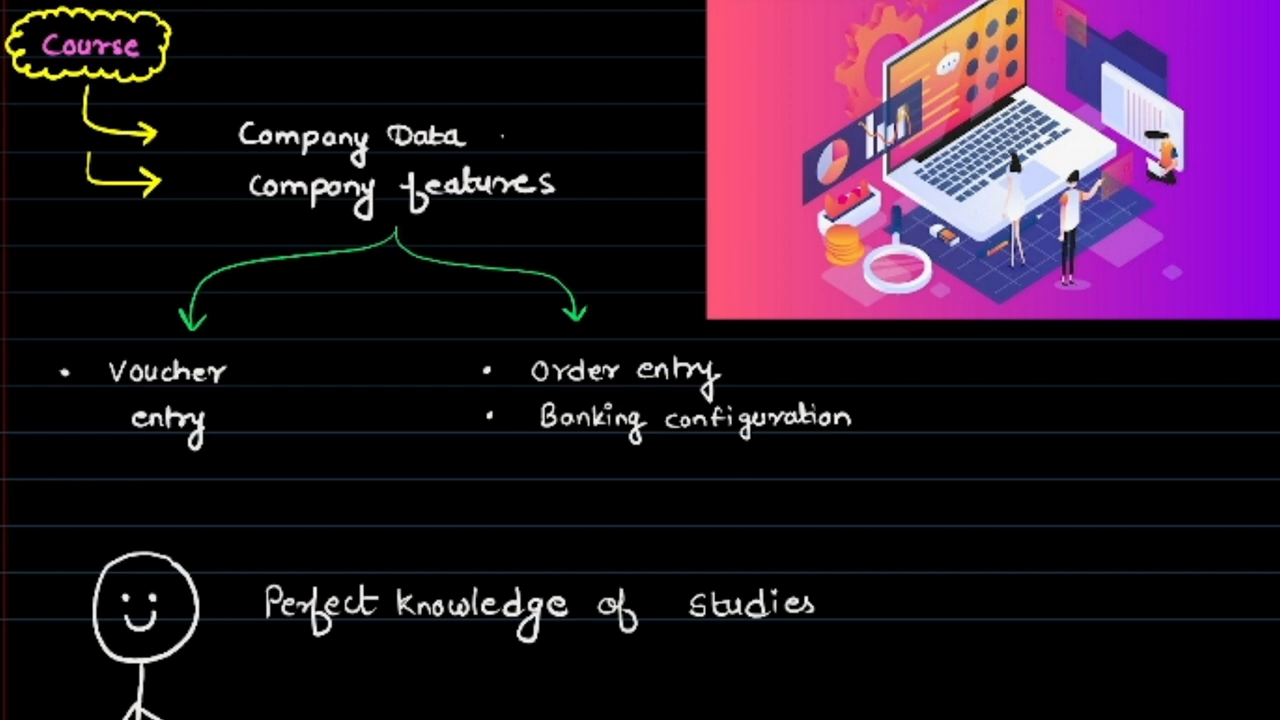 Course
Company Data
Company features
• Voucher
entry
• Order entry
• Banking configuration
Perfect knowledge of studies